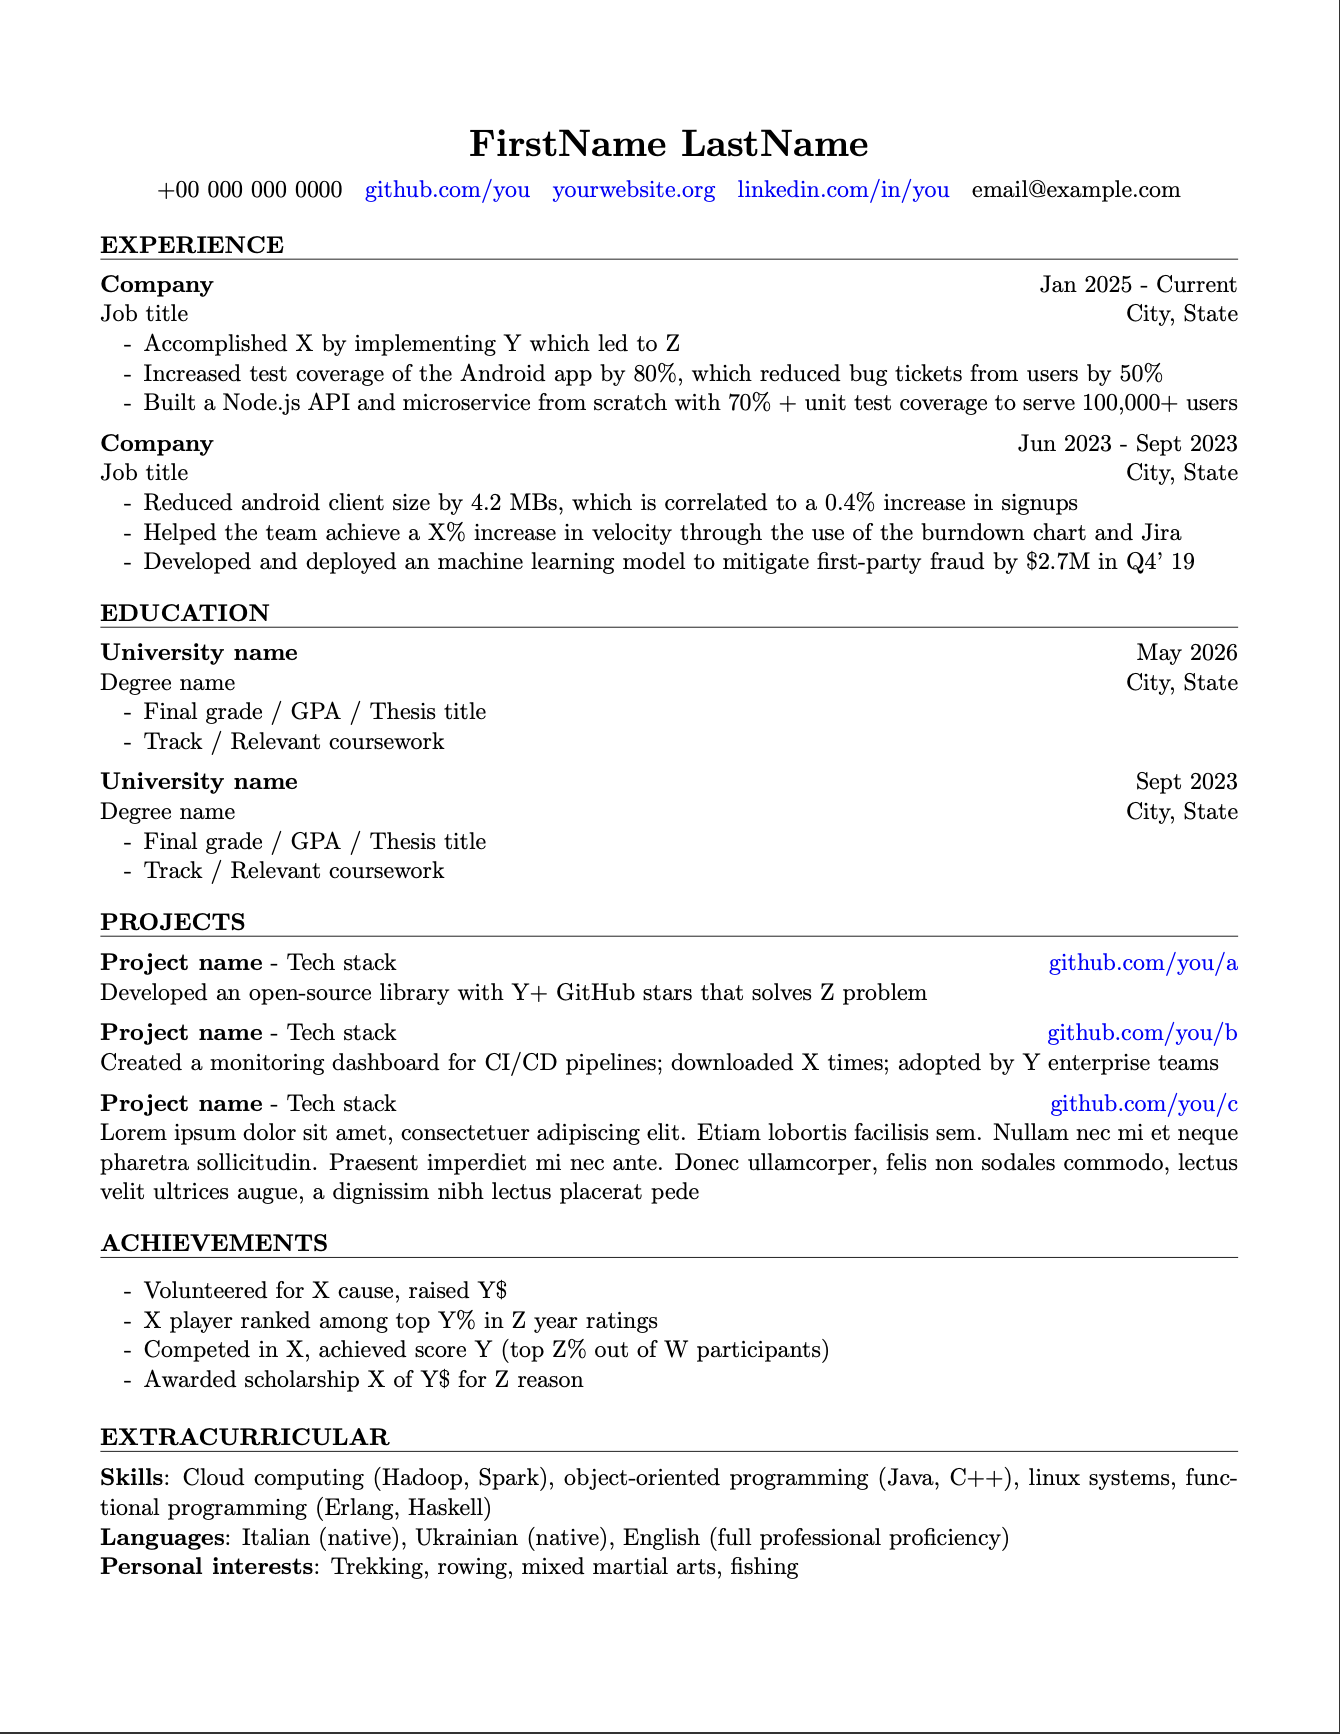 FirstName LastName
+00 000 000 0000 github.com/you yourwebsite.org linkedin.com/in/you email@example.com
EXPERIENCE
Company Jan 2025 - Current
Job title City, State
- Accomplished X by implementing Y which led to Z
- Increased test coverage of the Android app by 80%, which reduced bug tickets from users by 50%
- Built a Node.js API and microservice from scratch with 70% + unit test coverage to serve 100,000+ users
Company Jun 2023 - Sept 2023
Job title City, State
- Reduced android client size by 4.2 MBs, which is correlated to a 0.4% increase in signups
- Helped the team achieve a X% increase in velocity through the use of the burndown chart and Jira
- Developed and deployed an machine learning model to mitigate first-party fraud by $2.7M in Q4’ 19
EDUCATION
University name May 2026
Degree name City, State
- Final grade / GPA / Thesis title
- Track / Relevant coursework
University name Sept 2023
Degree name City, State
- Final grade / GPA / Thesis title
- Track / Relevant coursework
PROJECTS
Project name - Tech stack github.com/you/a
Developed an open-source library with Y+ GitHub stars that solves Z problem
Project name - Tech stack github.com/you/b
Created a monitoring dashboard for CI/CD pipelines; downloaded X times; adopted by Y enterprise teams
Project name - Tech stack github.com/you/c
Lorem ipsum dolor sit amet, consectetuer adipiscing elit. Etiam lobortis facilisis sem. Nullam nec mi et neque
pharetra sollicitudin. Praesent imperdiet mi nec ante. Donec ullamcorper, felis non sodales commodo, lectus
velit ultrices augue, a dignissim nibh lectus placerat pede
ACHIEVEMENTS
- Volunteered for X cause, raised Y$
- X player ranked among top Y% in Z year ratings
- Competed in X, achieved score Y (top Z% out of W participants)
- Awarded scholarship X of Y$ for Z reason
EXTRACURRICULAR
Skills: Cloud computing (Hadoop, Spark), object-oriented programming (Java, C++), linux systems, func-
tional programming (Erlang, Haskell)
Languages: Italian (native), Ukrainian (native), English (full professional proficiency)
Personal interests: Trekking, rowing, mixed martial arts, fishing